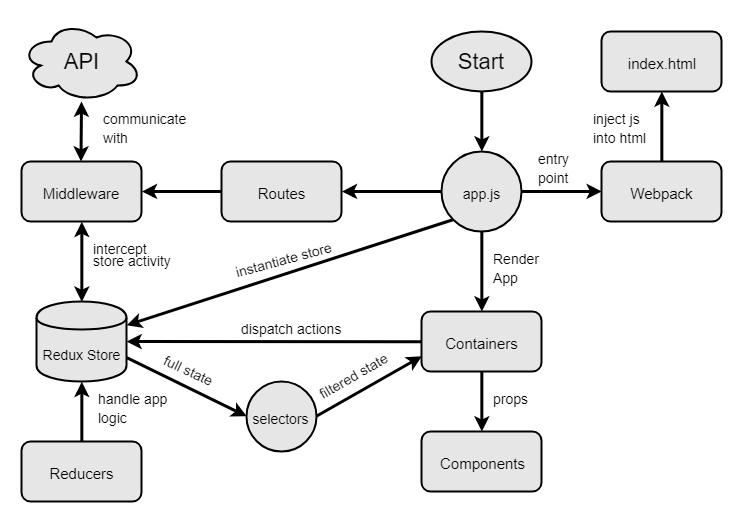 API
Start
index.html
communicate
with
inject js
into html
Middleware
Routes
app.js
entry
point
Webpack
intercept
store activity
instantiate store
Render
App
Redux Store
dispatch actions
Containers
full state
filtered state
selectors
handle app
logic
props
Reducers
Components